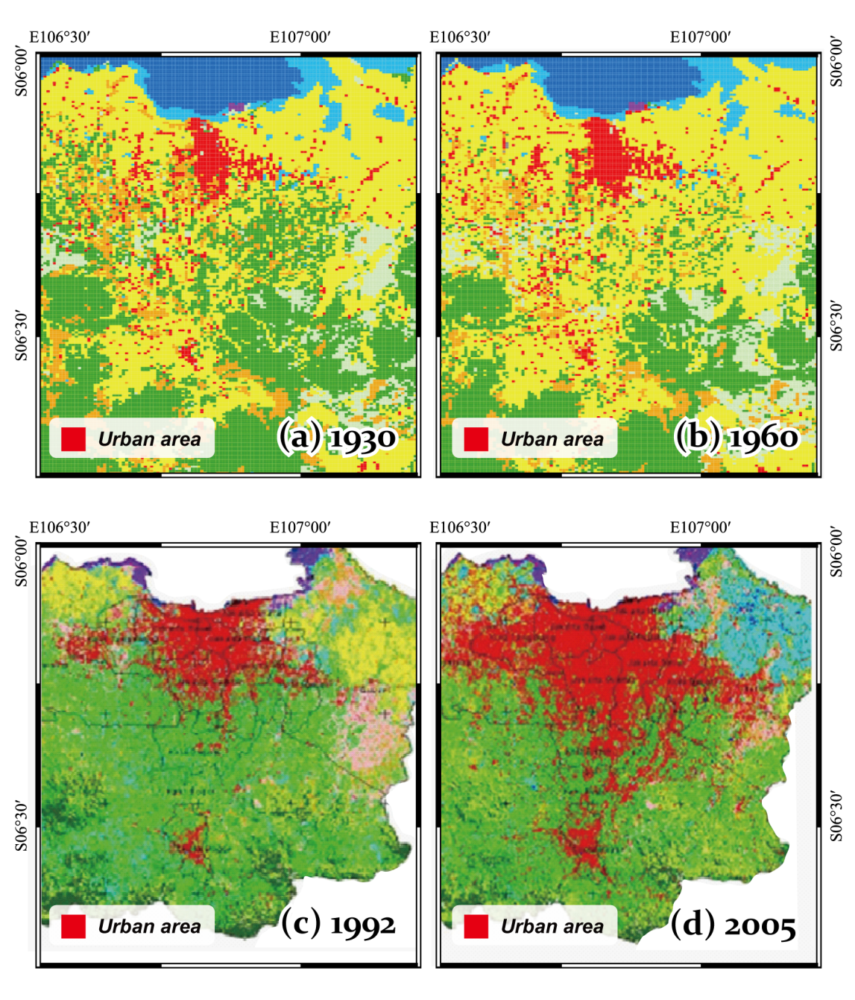 E106°30′ E107°00′ E106°30′ E107°00′
S06°00′ S06°00′
S06°30′ S06°30′
Urban area (a) 1930 Urban area (b) 1960
E106°30′ E107°00′ E106°30′ E107°00′
S06°00′ S06°00′
S06°30′ S06°30′
Urban area (c) 1992 Urban area (d) 2005